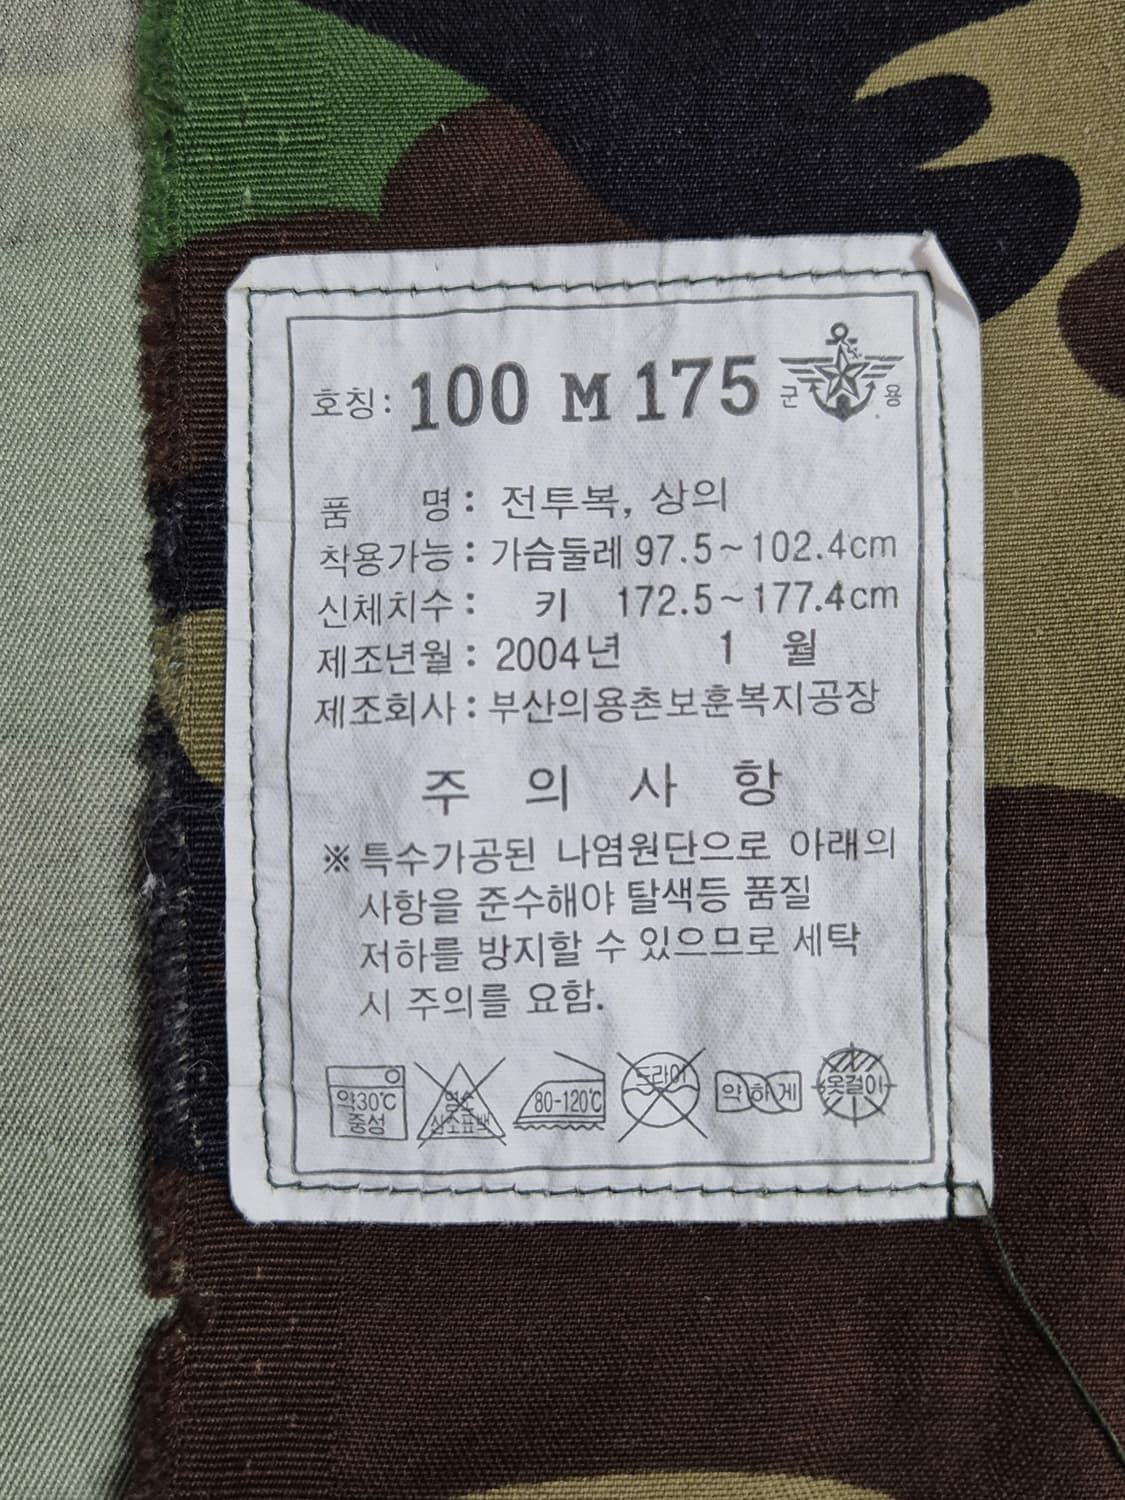 호칭: 100 M 175 군 용
품 명: 전투복, 상의
착용가능: 가슴둘레 97.5~102.4cm
신체치수: 키 172.5~177.4cm
제조년월: 2004년 1 월
제조회사: 부산의용촌보훈복지공장
주 의 사 항
※특수가공된 나염원단으로 아래의
사항을 준수해야 탈색등 품질
저하를 방지할 수 있으므로 세탁
시 주의를 요함.
약30℃ 중성 염소 산소표백 80-120℃ 드라이 약하게 옷걸이